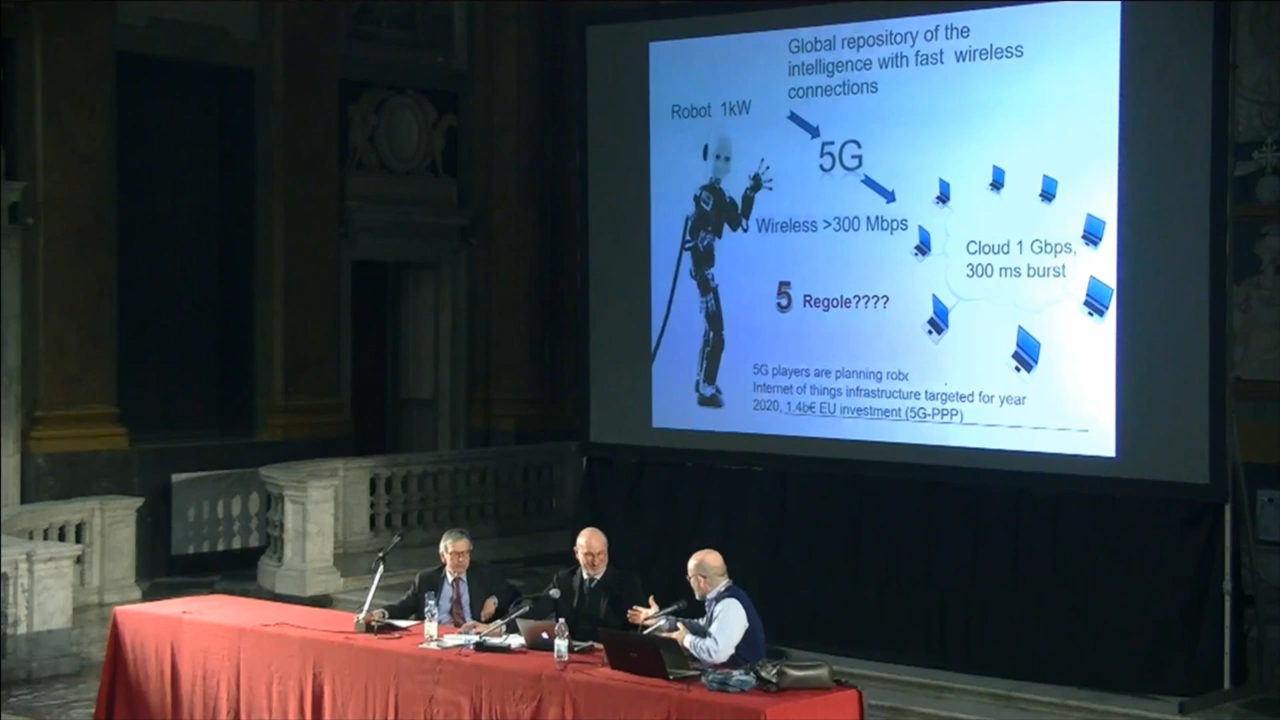 Global repository of the
intelligence with fast wireless
connections
Robot 1kW
5G
Wireless >300 Mbps
Cloud 1 Gbps,
300 ms burst
5 Regole????
5G players are planning
Internet of things infrastructure targeted for year
2020, 1.4b€ EU investment (5G-PPP)